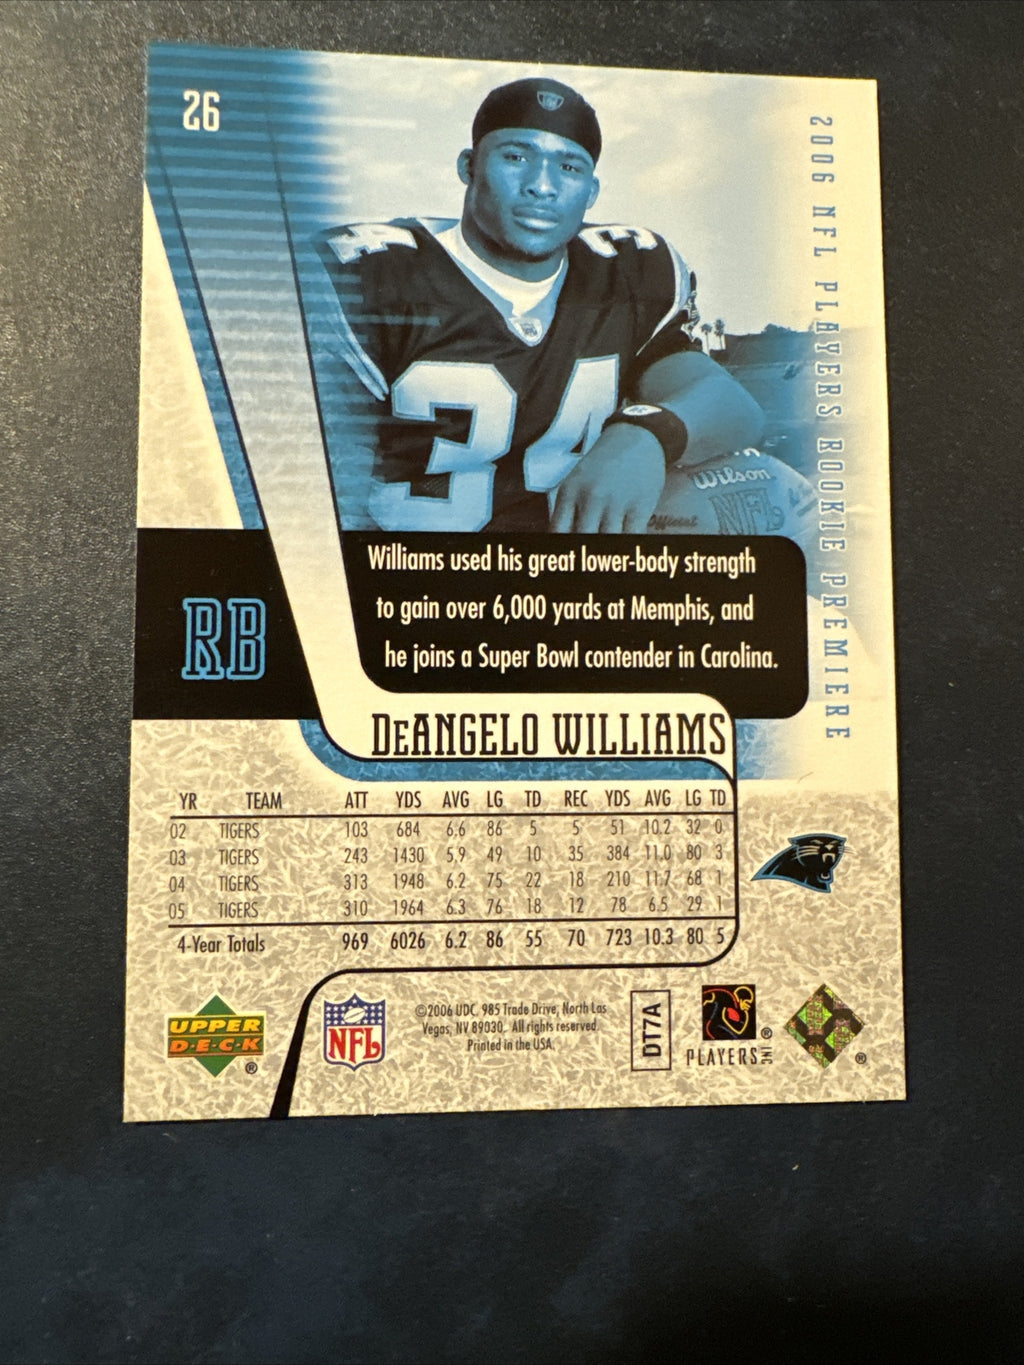 26
34
34
34
Wilson
Official
NFL
2006 NFL PLAYERS ROOKIE PREMIERE
Williams used his great lower-body strength
to gain over 6,000 yards at Memphis, and
he joins a Super Bowl contender in Carolina.
RB
DeANGELO WILLIAMS
YR TEAM ATT YDS AVG LG TD REC YDS AVG LG TD
02 TIGERS 103 684 6.6 86 5 5 51 10.2 32 0
03 TIGERS 243 1430 5.9 49 10 35 384 11.0 80 3
04 TIGERS 313 1948 6.2 75 22 18 210 11.7 68 1
05 TIGERS 310 1964 6.3 76 18 12 78 6.5 29 1
4-Year Totals 969 6026 6.2 86 55 70 723 10.3 80 5
UPPER
D·E·C·K
®
NFL
©2006 UDC, 985 Trade Drive, North Las
Vegas, NV 89030. All rights reserved.
Printed in the USA.
DT7A
PLAYERS INC ®
®